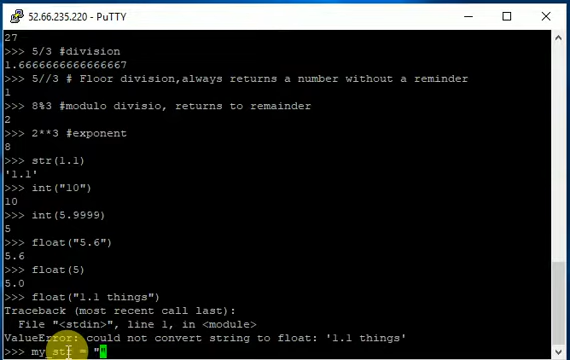 52.66.235.220 - PuTTY
27
>>> 5/3 #division
1.6666666666666667
>>> 5//3 # Floor division,always returns a number without a reminder
1
>>> 8%3 #modulo divisio, returns to remainder
2
>>> 2**3 #exponent
8
>>> str(1.1)
'1.1'
>>> int("10")
10
>>> int(5.9999)
5
>>> float("5.6")
5.6
>>> float(5)
5.0
>>> float("1.1 things")
Traceback (most recent call last):
  File "<stdin>", line 1, in <module>
ValueError: could not convert string to float: '1.1 things'
>>> my_str = ""